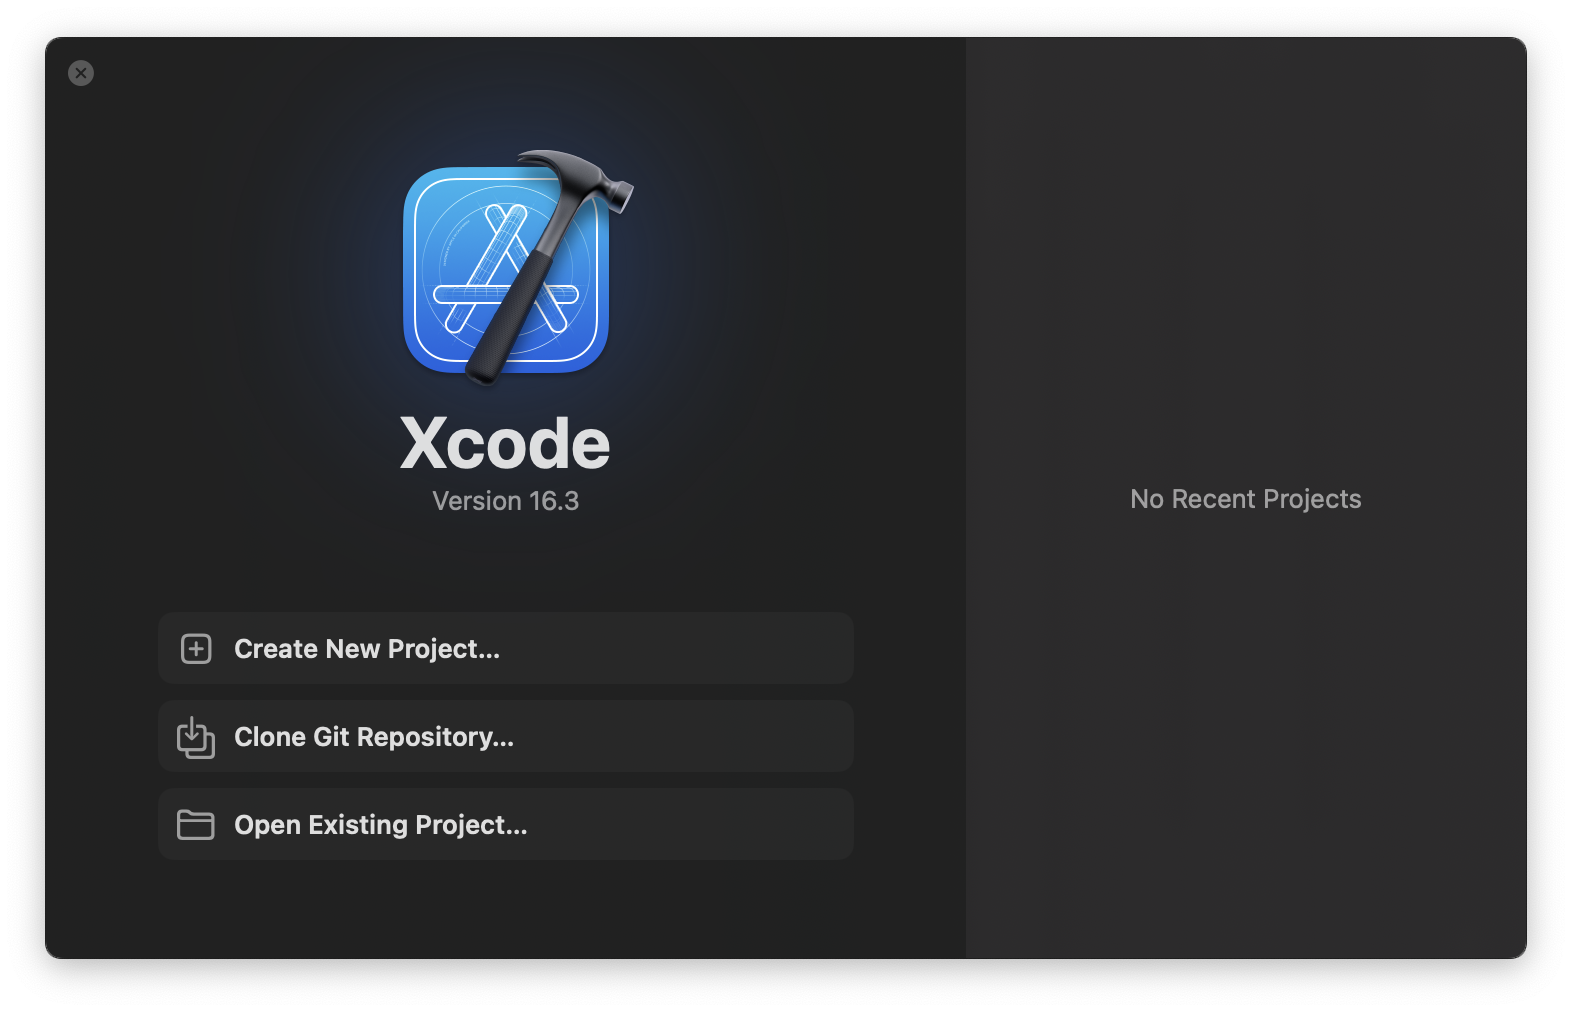 Xcode
Version 16.3
Create New Project...
Clone Git Repository...
Open Existing Project...
No Recent Projects